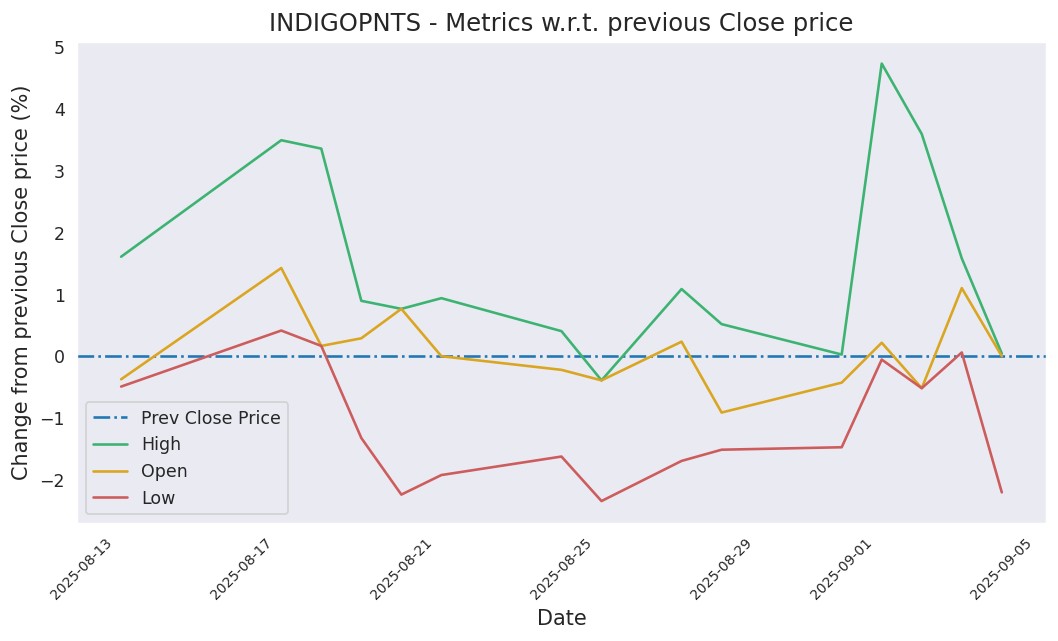 INDIGOPNTS - Metrics w.r.t. previous Close price
Change from previous Close price (%)
5
4
3
2
1
0
−1
−2
Prev Close Price
High
Open
Low
2025-08-13
2025-08-17
2025-08-21
2025-08-25
2025-08-29
2025-09-01
2025-09-05
Date